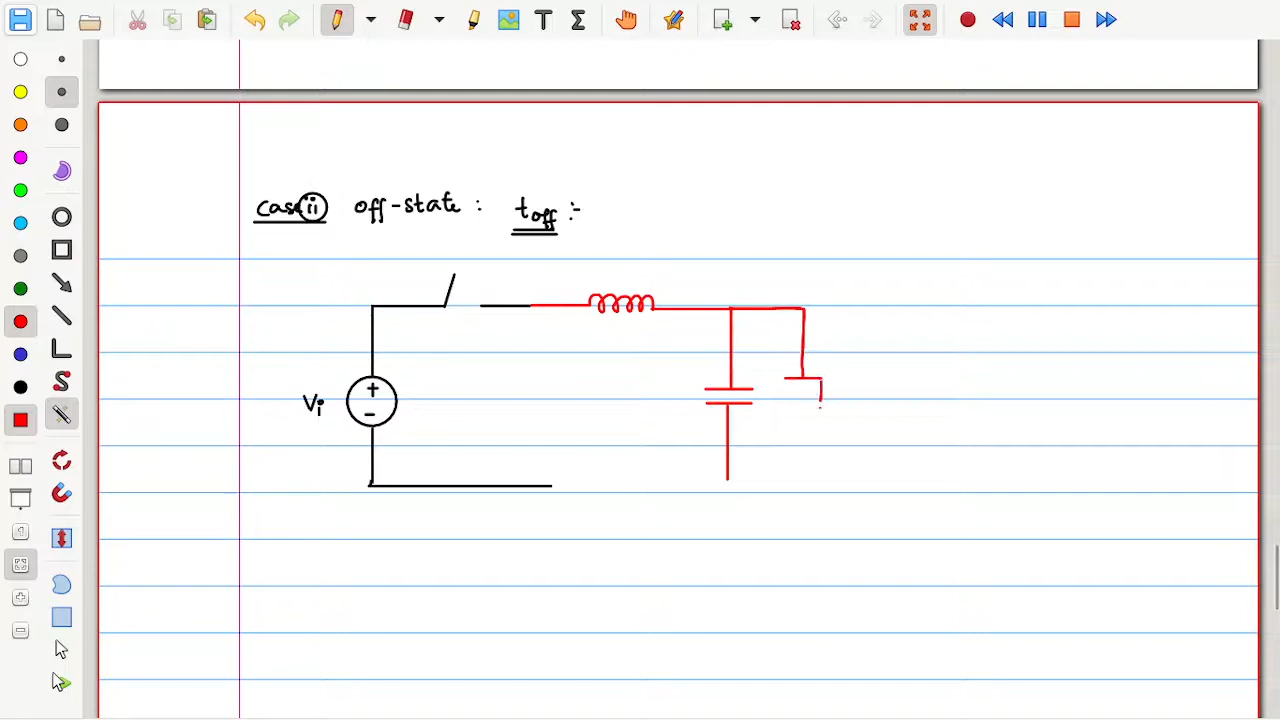 case ii off-state : toff :-
+
Vi
-